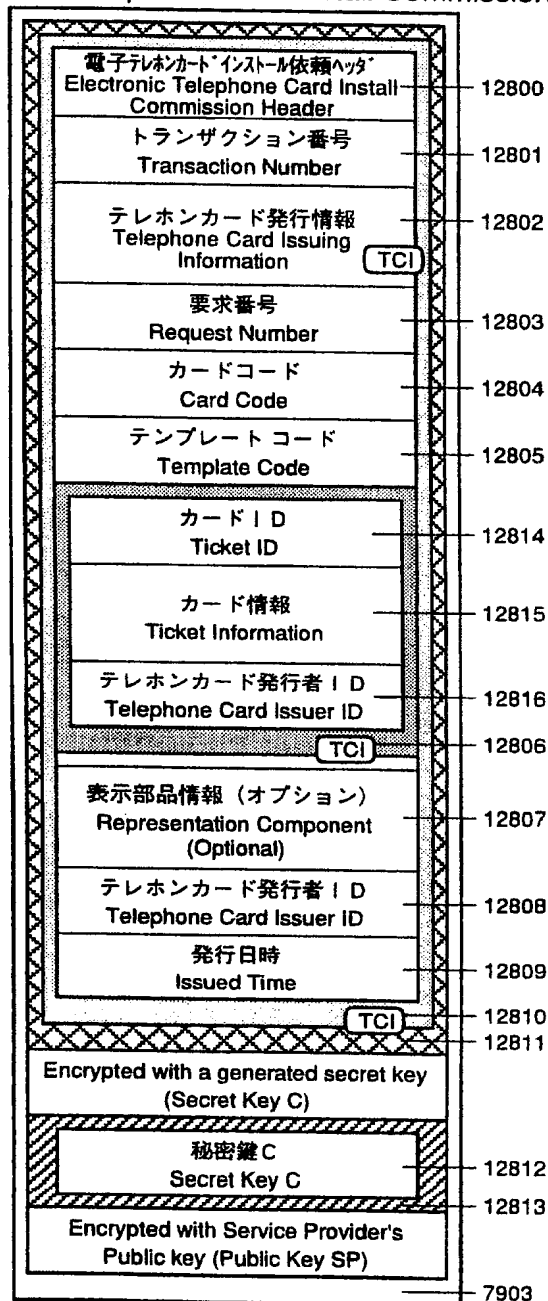 電子テレホンカードインストール依頼ヘッダ
Electronic Telephone Card Install
Commission Header
12800
トランザクション番号
Transaction Number
12801
テレホンカード発行情報
Telephone Card Issuing
Information
TCI
12802
要求番号
Request Number
12803
カードコード
Card Code
12804
テンプレート コード
Template Code
12805
カードID
Ticket ID
12814
カード情報
Ticket Information
12815
テレホンカード発行者ID
Telephone Card Issuer ID
12816
TCI
12806
表示部品情報（オプション）
Representation Component
(Optional)
12807
テレホンカード発行者ID
Telephone Card Issuer ID
12808
発行日時
Issued Time
12809
TCI
12810
12811
Encrypted with a generated secret key
(Secret Key C)
秘密鍵C
Secret Key C
12812
12813
Encrypted with Service Provider's
Public key (Public Key SP)
7903